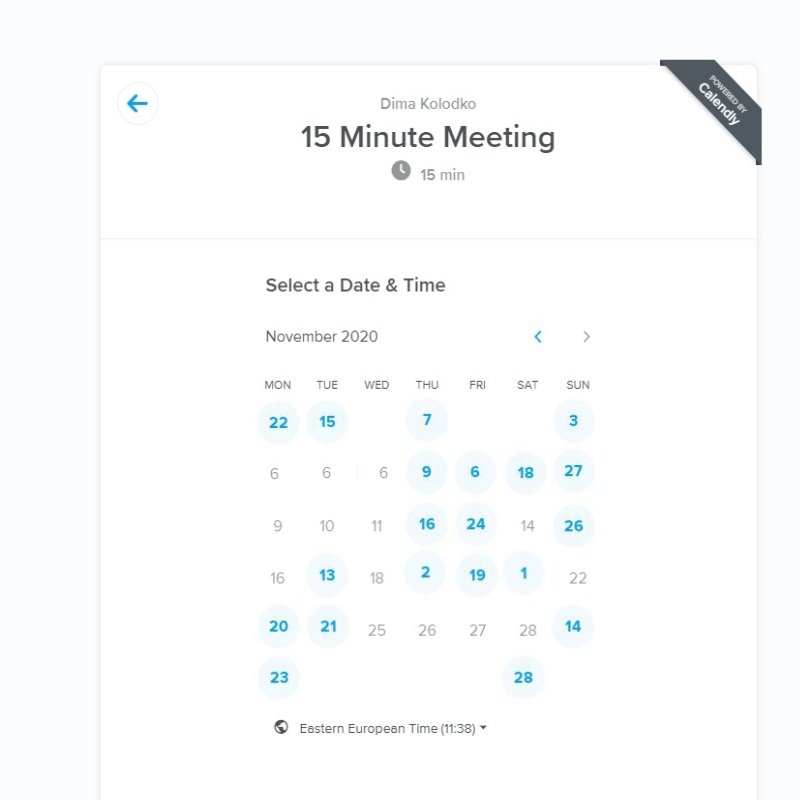 POWERED BY
Calendly
Dima Kolodko
15 Minute Meeting
15 min
Select a Date & Time
November 2020
MON TUE WED THU FRI SAT SUN
22 15 7 3
6 6 6 9 6 18 27
9 10 11 16 24 14 26
16 13 18 2 19 1 22
20 21 25 26 27 28 14
23 28
Eastern European Time (11:38)